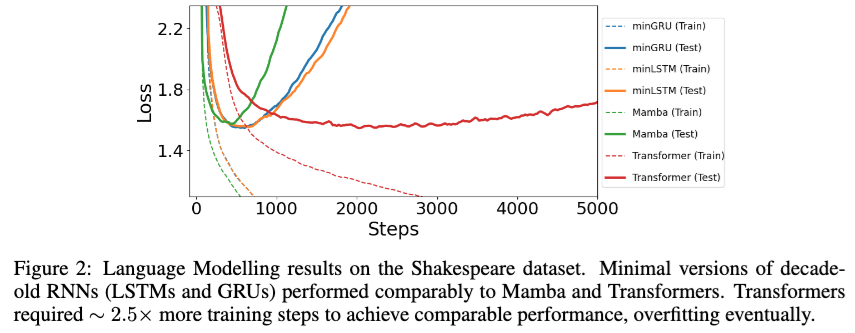 2.2
1.8
1.4
Loss
0
1000
2000
3000
4000
5000
Steps
minGRU (Train)
minGRU (Test)
minLSTM (Train)
minLSTM (Test)
Mamba (Train)
Mamba (Test)
Transformer (Train)
Transformer (Test)
Figure 2: Language Modelling results on the Shakespeare dataset. Minimal versions of decade-
old RNNs (LSTMs and GRUs) performed comparably to Mamba and Transformers. Transformers
required ∼ 2.5× more training steps to achieve comparable performance, overfitting eventually.